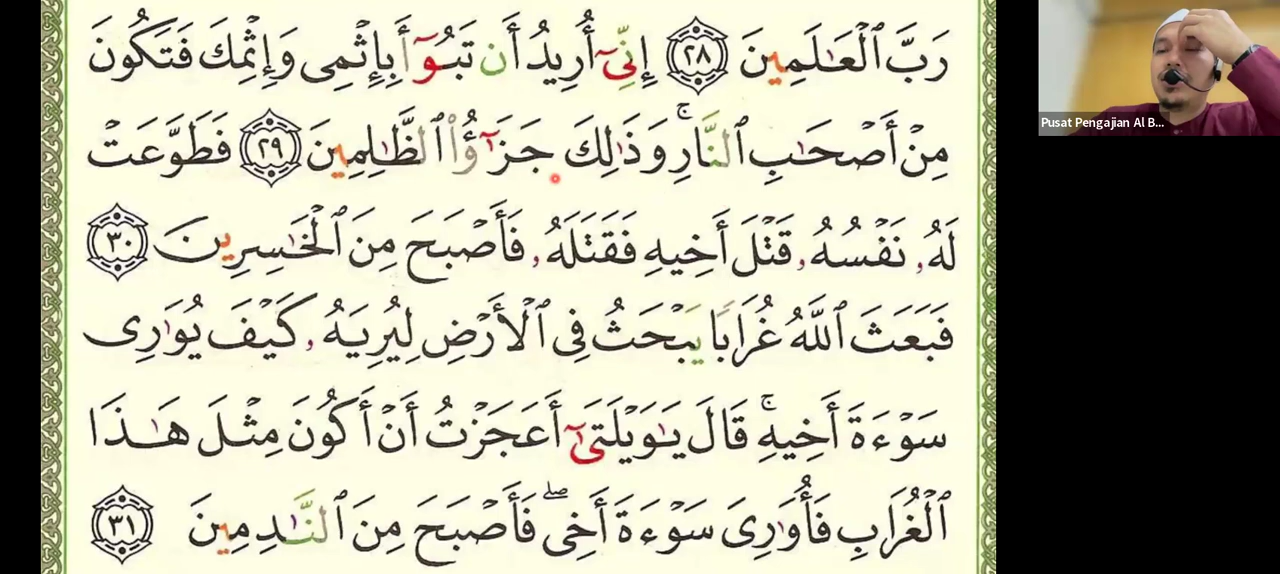 رَبَّ ٱلْعَـٰلَمِينَ ٢٨ إِنِّىٓ أُرِيدُ أَن تَبُوٓأَ بِإِثْمِى وَإِثْمِكَ فَتَكُونَ
مِنْ أَصْحَـٰبِ ٱلنَّارِ ۚ وَذَٰلِكَ جَزَٰٓؤُا۟ ٱلظَّـٰلِمِينَ ٢٩ فَطَوَّعَتْ
لَهُۥ نَفْسُهُۥ قَتْلَ أَخِيهِ فَقَتَلَهُۥ فَأَصْبَحَ مِنَ ٱلْخَـٰسِرِينَ ٣٠
فَبَعَثَ ٱللَّهُ غُرَابًا يَبْحَثُ فِى ٱلْأَرْضِ لِيُرِيَهُۥ كَيْفَ يُوَٰرِى
سَوْءَةَ أَخِيهِ ۚ قَالَ يَـٰوَيْلَتَىٰٓ أَعَجَزْتُ أَنْ أَكُونَ مِثْلَ هَـٰذَا
ٱلْغُرَابِ فَأُوَٰرِىَ سَوْءَةَ أَخِى ۖ فَأَصْبَحَ مِنَ ٱلنَّـٰدِمِينَ ٣١
Pusat Pengajian Al B...